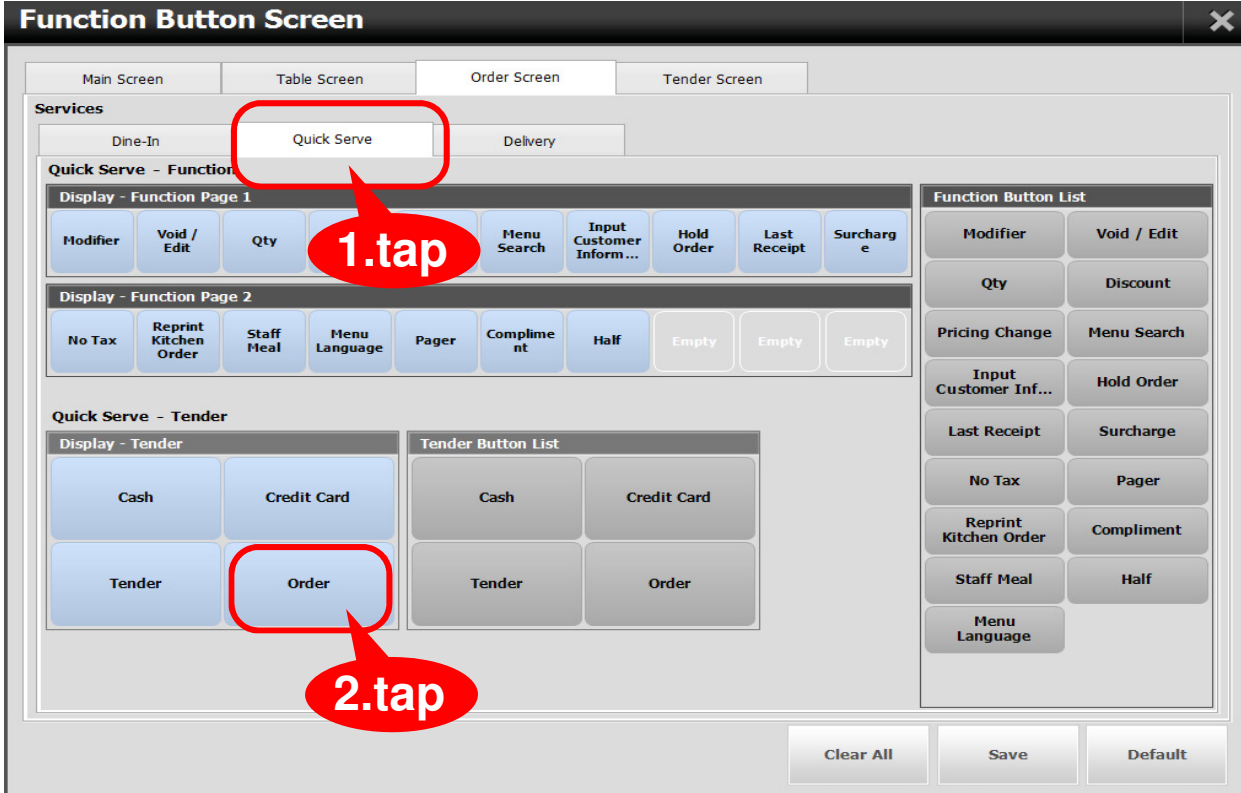 Function Button Screen
Main Screen
Table Screen
Order Screen
Tender Screen
Services
Dine-In
Quick Serve
Delivery
Quick Serve - Function
Display - Function Page 1
Modifier
Void /
Edit
Qty
1.tap
Menu
Search
Input
Customer
Inform...
Hold
Order
Last
Receipt
Surcharg
e
Display - Function Page 2
No Tax
Reprint
Kitchen
Order
Staff
Meal
Menu
Language
Pager
Complime
nt
Half
Empty
Empty
Empty
Function Button List
Modifier
Void / Edit
Qty
Discount
Pricing Change
Menu Search
Input
Customer Inf...
Hold Order
Last Receipt
Surcharge
No Tax
Pager
Reprint
Kitchen Order
Compliment
Staff Meal
Half
Menu
Language
Quick Serve - Tender
Display - Tender
Cash
Credit Card
Tender
Order
Tender Button List
Cash
Credit Card
Tender
Order
2.tap
Clear All
Save
Default